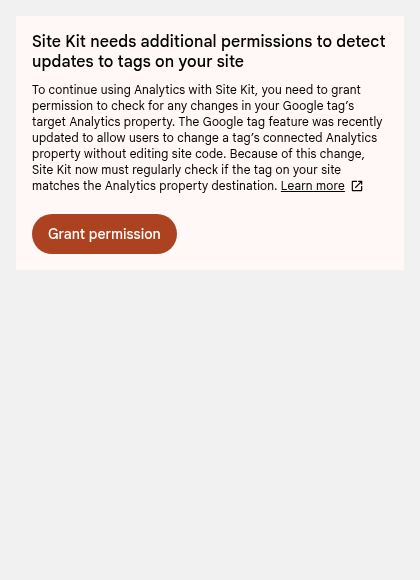 Site Kit needs additional permissions to detect
updates to tags on your site
To continue using Analytics with Site Kit, you need to grant
permission to check for any changes in your Google tag’s
target Analytics property. The Google tag feature was recently
updated to allow users to change a tag’s connected Analytics
property without editing site code. Because of this change,
Site Kit now must regularly check if the tag on your site
matches the Analytics property destination. Learn more
Grant permission